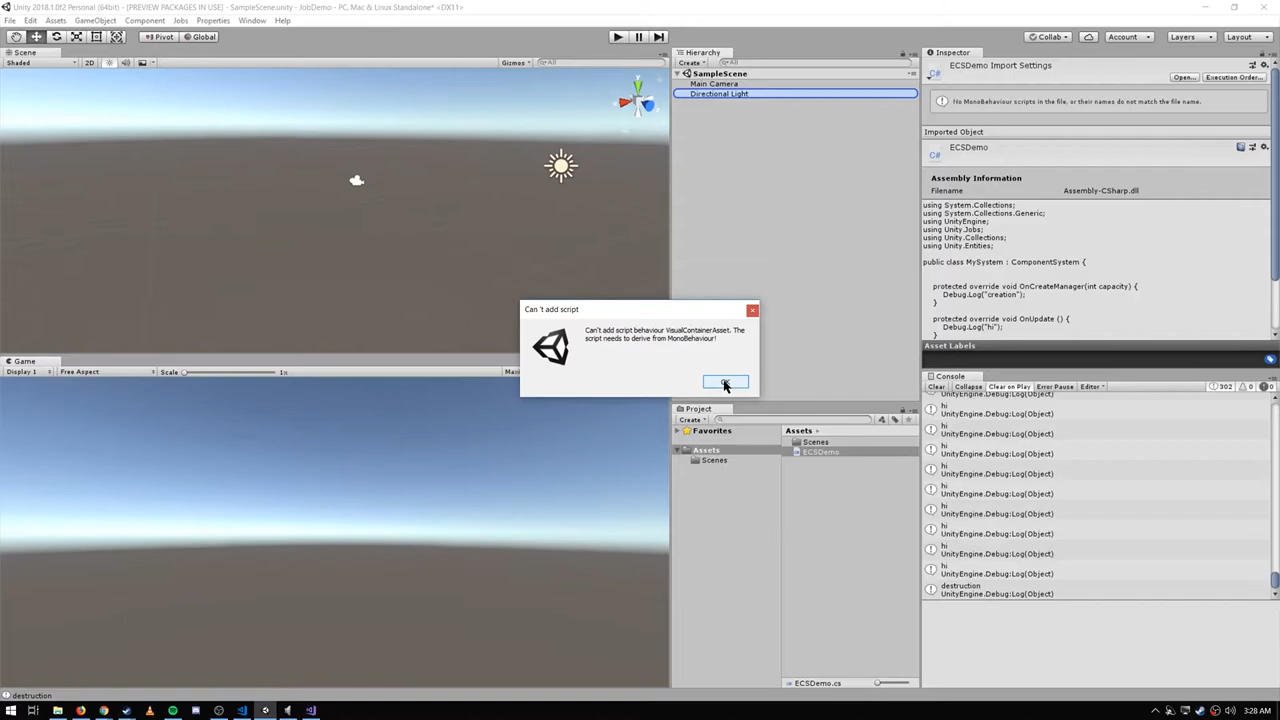 Unity 2018.1.0f2 Personal (64bit) - [PREVIEW PACKAGES IN USE] - SampleScene.unity - JobDemo - PC, Mac & Linux Standalone* <DX11>
File Edit Assets GameObject Component Jobs Properties Window Help
Pivot Global
Collab Account Layers Layout
Scene
Shaded 2D Gizmos All
Hierarchy
Create All
SampleScene
Main Camera
Directional Light
Inspector
ECSDemo Import Settings
Open... Execution Order...
No MonoBehaviour scripts in the file, or their names do not match the file name.
Imported Object
ECSDemo
Assembly Information
Filename Assembly-CSharp.dll
using System.Collections;
using System.Collections.Generic;
using UnityEngine;
using Unity.Jobs;
using Unity.Collections;
using Unity.Entities;
public class MySystem : ComponentSystem {
protected override void OnCreateManager(int capacity) {
Debug.Log("creation");
}
protected override void OnUpdate () {
Debug.Log("hi");
}
Asset Labels
Can 't add script
Can't add script behaviour VisualContainerAsset. The
script needs to derive from MonoBehaviour!
Game
Display 1 Free Aspect Scale 1x
Project
Create
Favorites
Assets
Scenes
Assets
Scenes
ECSDemo
ECSDemo.cs
Console
Clear Collapse Clear on Play Error Pause Editor 302 0 0
UnityEngine.Debug:Log(Object)
hi
UnityEngine.Debug:Log(Object)
hi
UnityEngine.Debug:Log(Object)
hi
UnityEngine.Debug:Log(Object)
hi
UnityEngine.Debug:Log(Object)
hi
UnityEngine.Debug:Log(Object)
hi
UnityEngine.Debug:Log(Object)
hi
UnityEngine.Debug:Log(Object)
hi
UnityEngine.Debug:Log(Object)
hi
UnityEngine.Debug:Log(Object)
destruction
UnityEngine.Debug:Log(Object)
destruction
3:28 AM